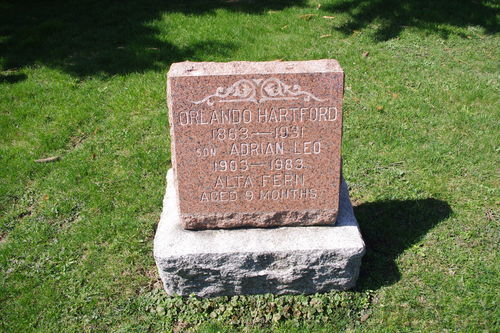 ORLANDO HARTFORD
1863 — 1931
SON ADRIAN LEO
1903 — 1983
ALTA FERN
AGED 9 MONTHS